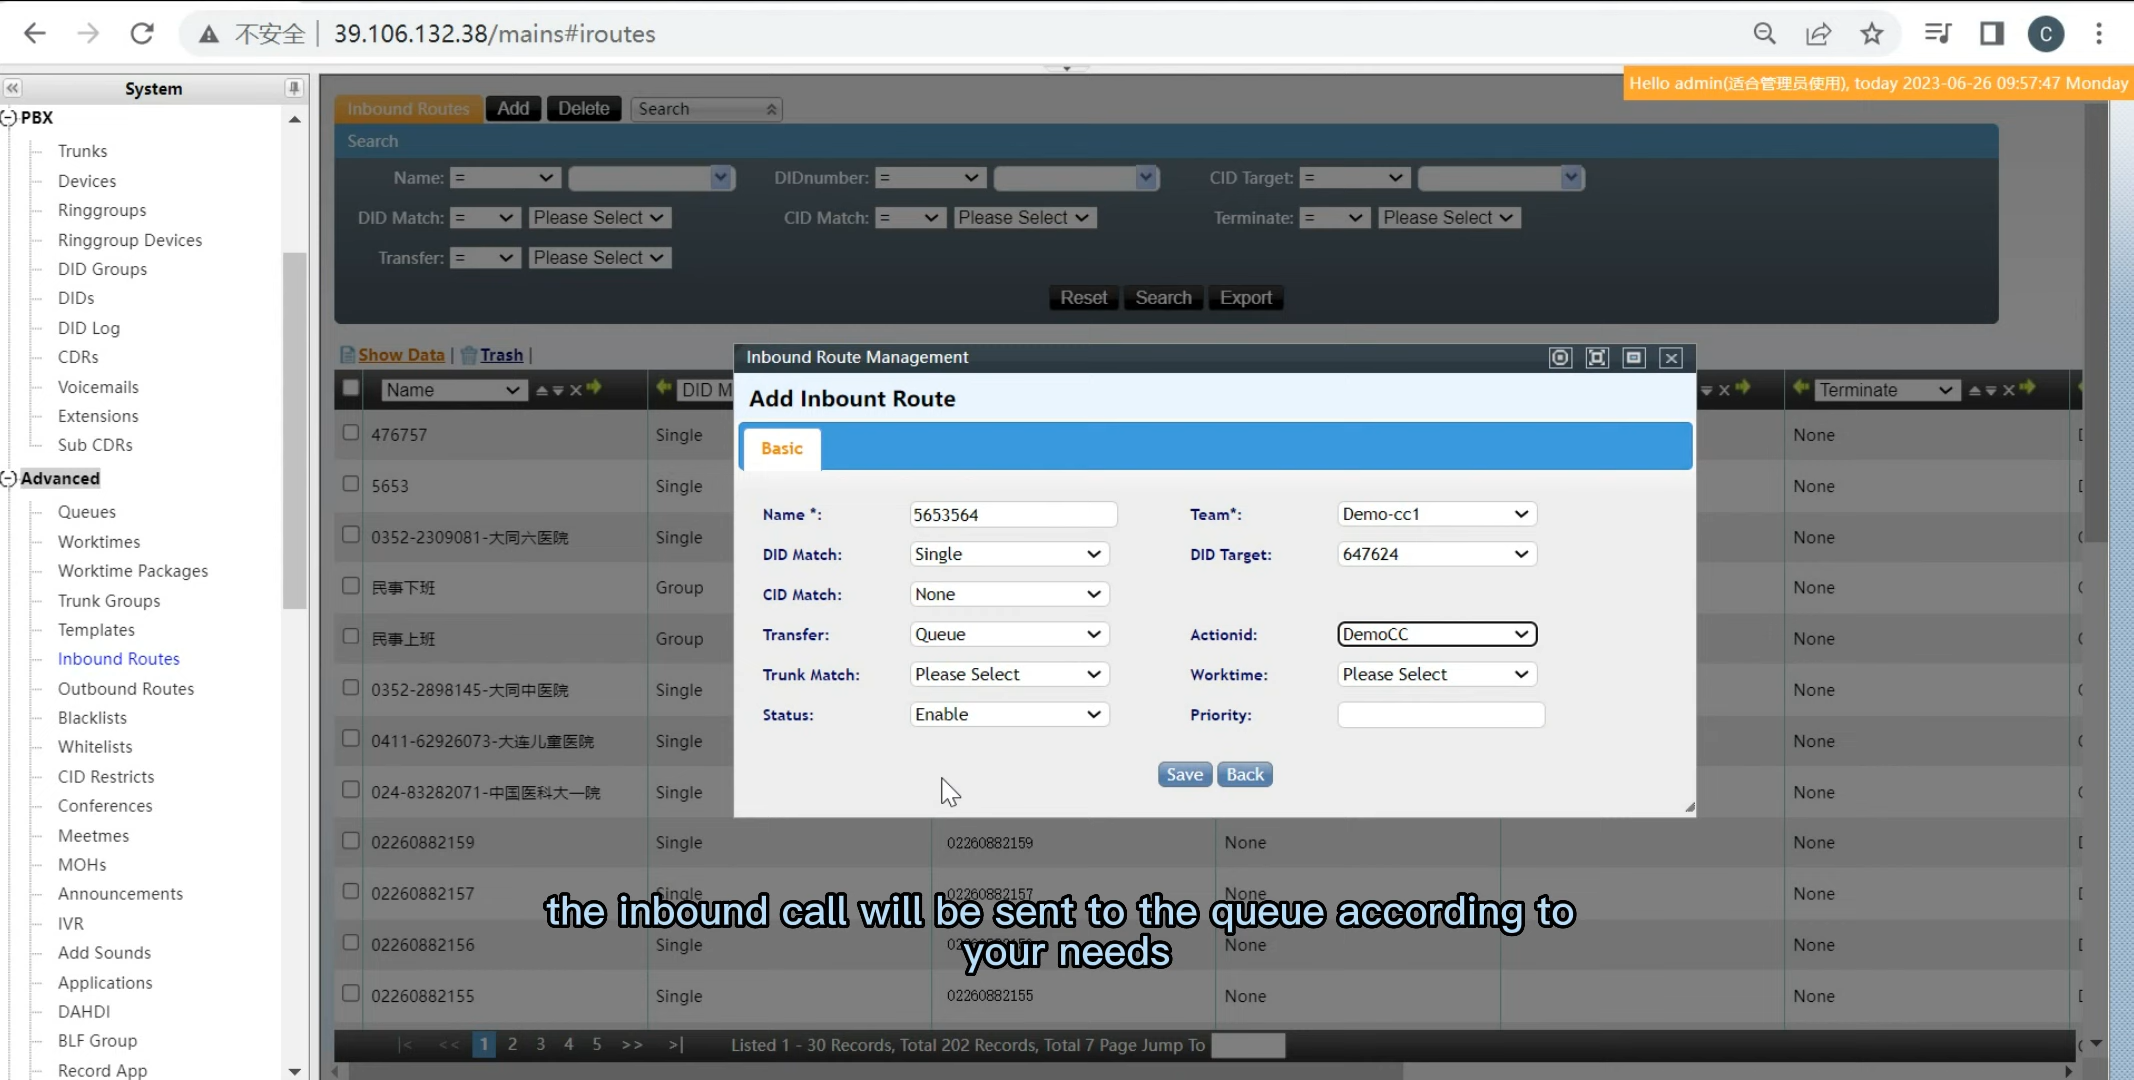 不安全 39.106.132.38/mains#iroutes C
Hello admin(适合管理员使用), today 2023-06-26 09:57:47 Monday
System
PBX
Trunks
Devices
Ringgroups
Ringgroup Devices
DID Groups
DIDs
DID Log
CDRs
Voicemails
Extensions
Sub CDRs
Advanced
Queues
Worktimes
Worktime Packages
Trunk Groups
Templates
Inbound Routes
Outbound Routes
Blacklists
Whitelists
CID Restricts
Conferences
Meetmes
MOHs
Announcements
IVR
Add Sounds
Applications
DAHDI
BLF Group
Record App
Inbound Routes Add Delete Search
Search
Name: = DIDnumber: = CID Target: =
DID Match: = Please Select CID Match: = Please Select Terminate: = Please Select
Transfer: = Please Select
Reset Search Export
Show Data | Trash |
Name DID M Terminate
476757 Single None
5653 Single None
0352-2309081-大同六医院 Single None
民事下班 Group None
民事上班 Group None
0352-2898145-大同中医院 Single None
0411-62926073-大连儿童医院 Single None
024-83282071-中国医科大一院 Single None
02260882159 Single 02260882159 None None
02260882157 Single 02260882157 None None
02260882156 Single None None
02260882155 Single 02260882155 None None
|< << 1 2 3 4 5 >> >| Listed 1 - 30 Records, Total 202 Records, Total 7 Page Jump To
Inbound Route Management
Add Inbount Route
Basic
Name *: 5653564 Team*: Demo-cc1
DID Match: Single DID Target: 647624
CID Match: None
Transfer: Queue Actionid: DemoCC
Trunk Match: Please Select Worktime: Please Select
Status: Enable Priority:
Save Back
the inbound call will be sent to the queue according to
your needs